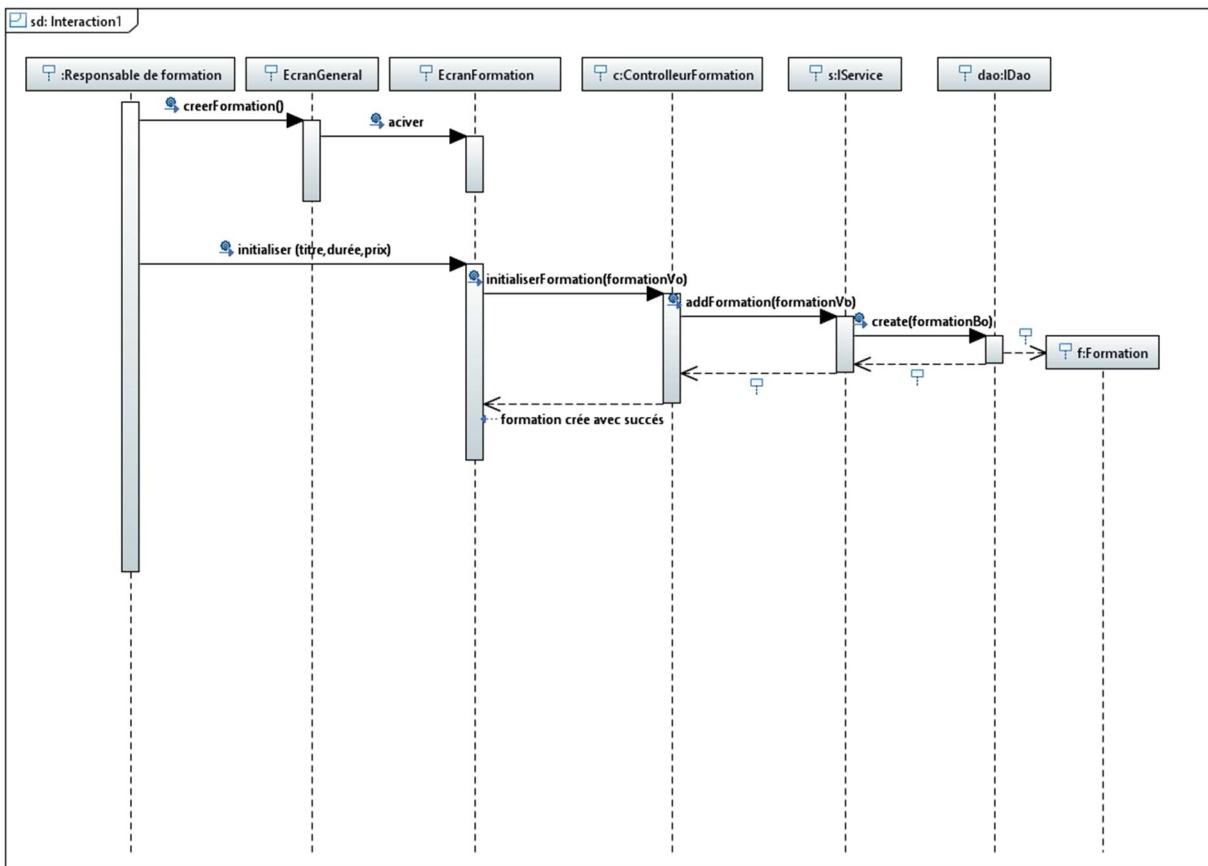 sd: Interaction1
:Responsable de formation
EcranGeneral
EcranFormation
c:ControlleurFormation
s:IService
dao:IDao
creerFormation()
aciver
initialiser (titre,durée,prix)
initialiserFormation(formationVo)
addFormation(formationVo)
create(formationBo)
f:Formation
formation crée avec succés